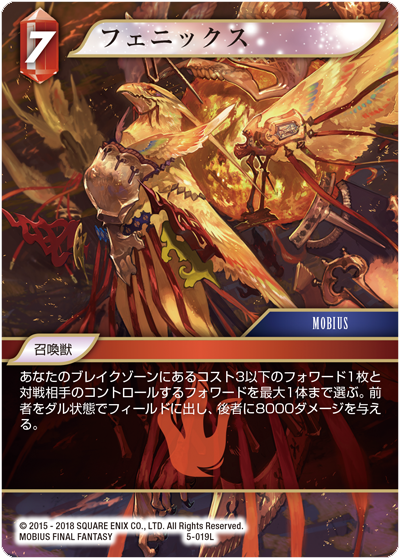 7
フェニックス
MOBIUS
召喚獣
あなたのブレイクゾーンにあるコスト3以下のフォワード1枚と
対戦相手のコントロールするフォワードを最大1体まで選ぶ。前
者をダル状態でフィールドに出し、後者に8000ダメージを与え
る。
© 2015 - 2018 SQUARE ENIX CO., LTD. All Rights Reserved.
MOBIUS FINAL FANTASY 5-019L